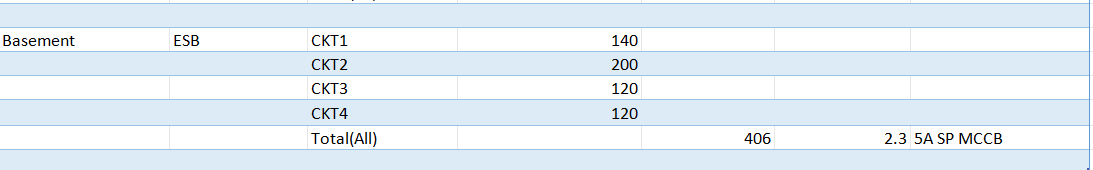 Basement ESB CKT1 140
CKT2 200
CKT3 120
CKT4 120
Total(All) 406 2.3 5A SP MCCB